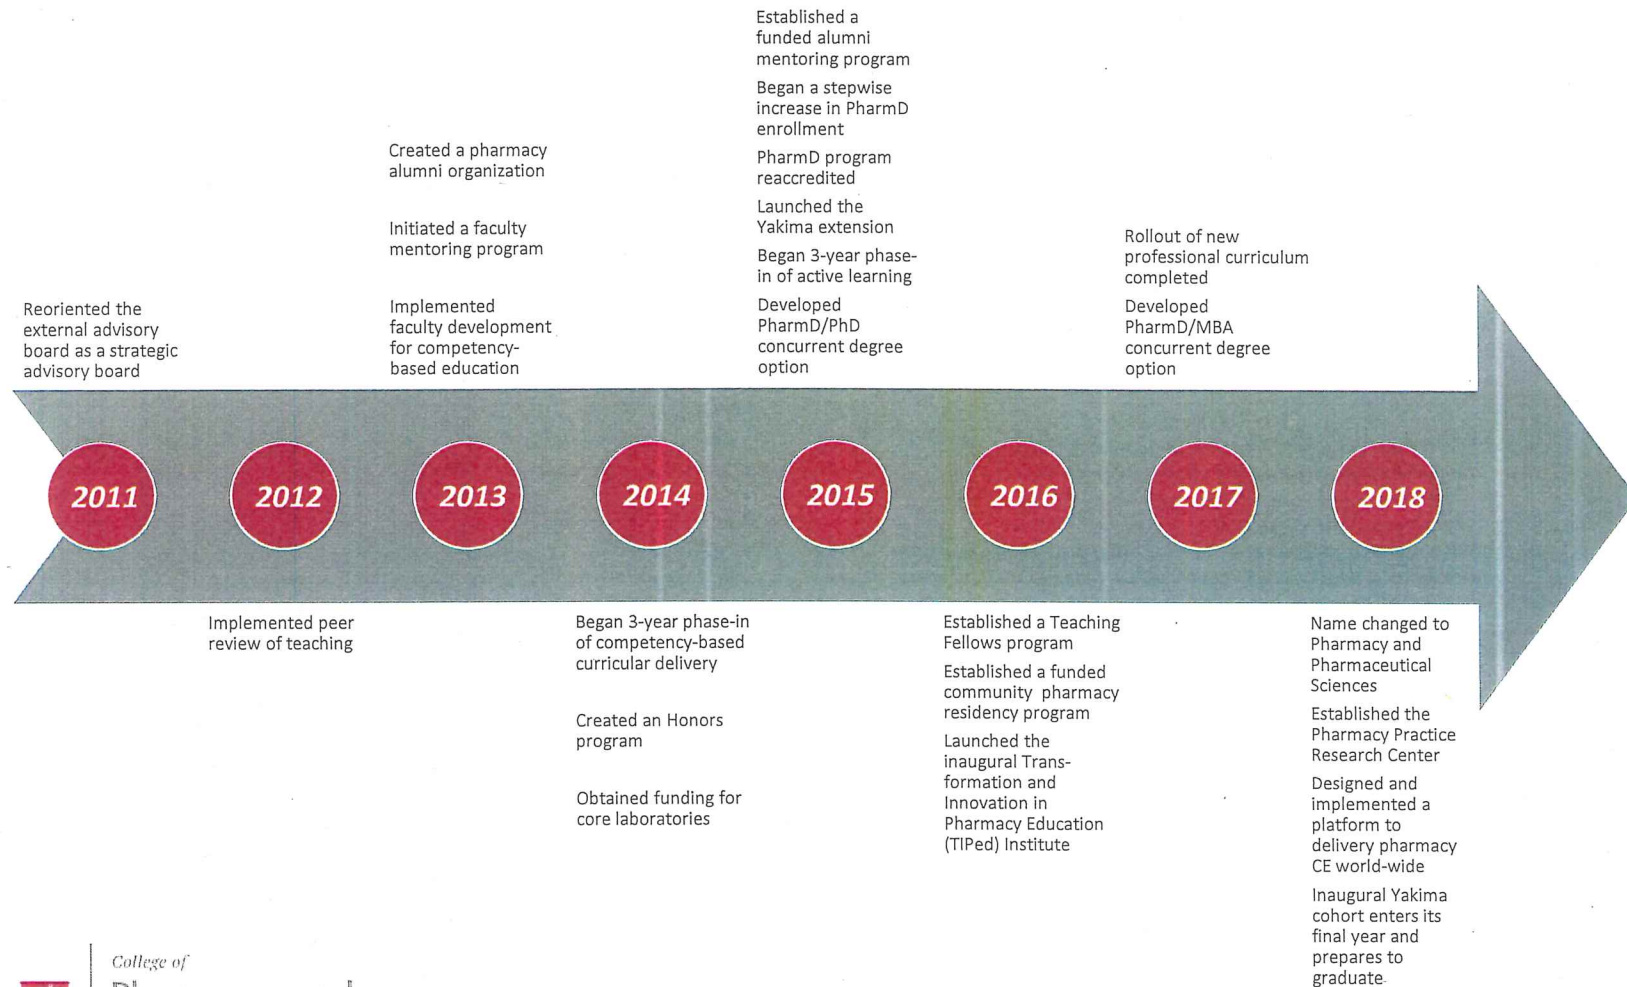 Reoriented the
external advisory
board as a strategic
advisory board
Created a pharmacy
alumni organization
Initiated a faculty
mentoring program
Implemented
faculty development
for competency-
based education
Established a
funded alumni
mentoring program
Began a stepwise
increase in PharmD
enrollment
PharmD program
reaccredited
Launched the
Yakima extension
Began 3-year phase-
in of active learning
Developed
PharmD/PhD
concurrent degree
option
Rollout of new
professional curriculum
completed
Developed
PharmD/MBA
concurrent degree
option
2011
2012
2013
2014
2015
2016
2017
2018
Implemented peer
review of teaching
Began 3-year phase-in
of competency-based
curricular delivery
Created an Honors
program
Obtained funding for
core laboratories
Established a Teaching
Fellows program
Established a funded
community pharmacy
residency program
Launched the
inaugural Trans-
formation and
Innovation in
Pharmacy Education
(TIPed) Institute
Name changed to
Pharmacy and
Pharmaceutical
Sciences
Established the
Pharmacy Practice
Research Center
Designed and
implemented a
platform to
delivery pharmacy
CE world-wide
Inaugural Yakima
cohort enters its
final year and
prepares to
graduate
College of